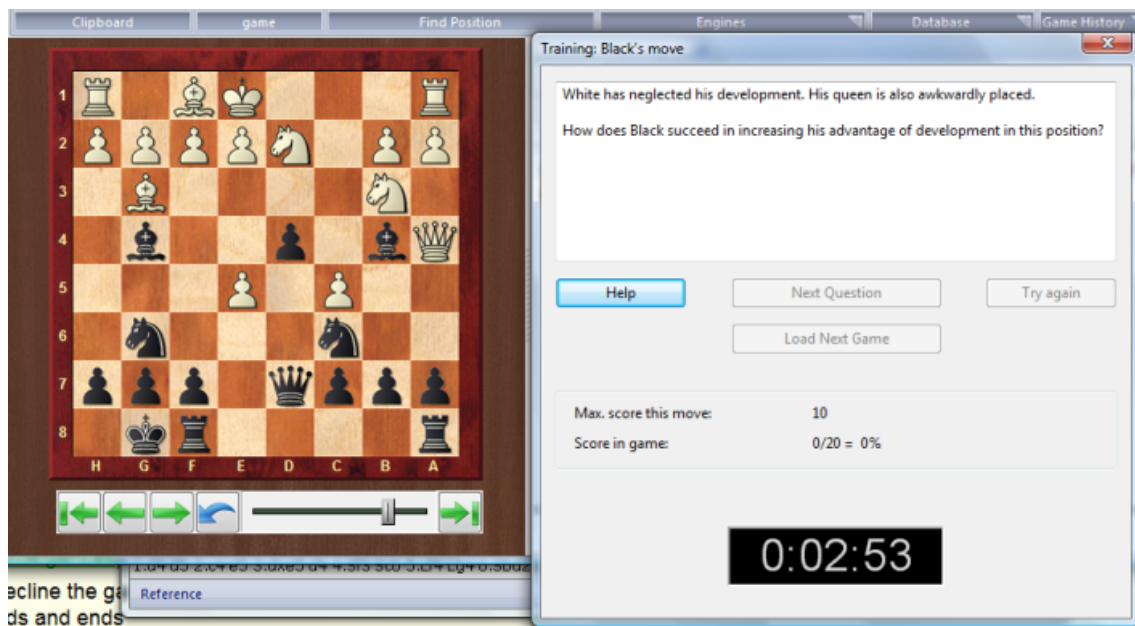 Clipboard
game
Find Position
Engines
Database
Game History
Training: Black's move
White has neglected his development. His queen is also awkwardly placed.
How does Black succeed in increasing his advantage of development in this position?
1
2
3
4
5
6
7
8
H G F E D C B A
Help
Next Question
Try again
Load Next Game
Max. score this move: 10
Score in game: 0/20 = 0%
0:02:53
ecline the ga
ds and ends
Reference